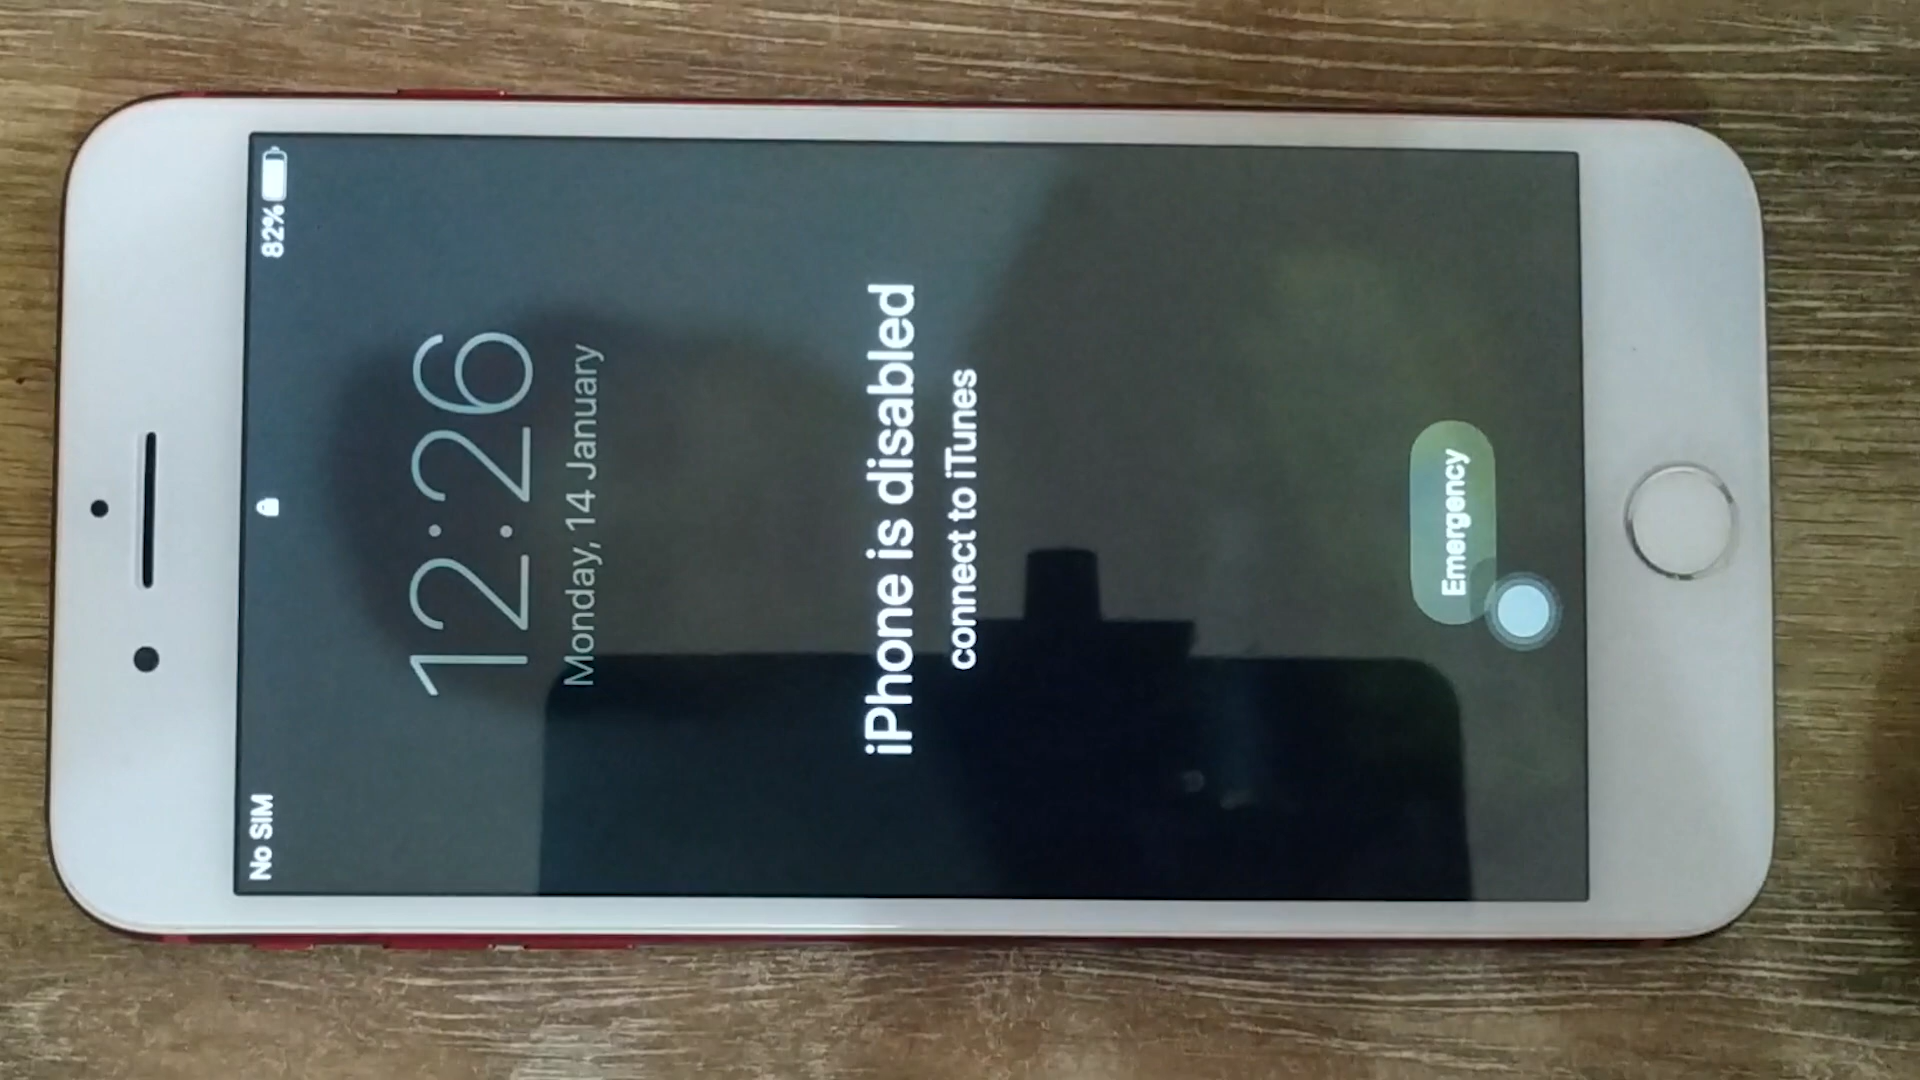 No SIM 82%
12:26
Monday, 14 January
iPhone is disabled
connect to iTunes
Emergency